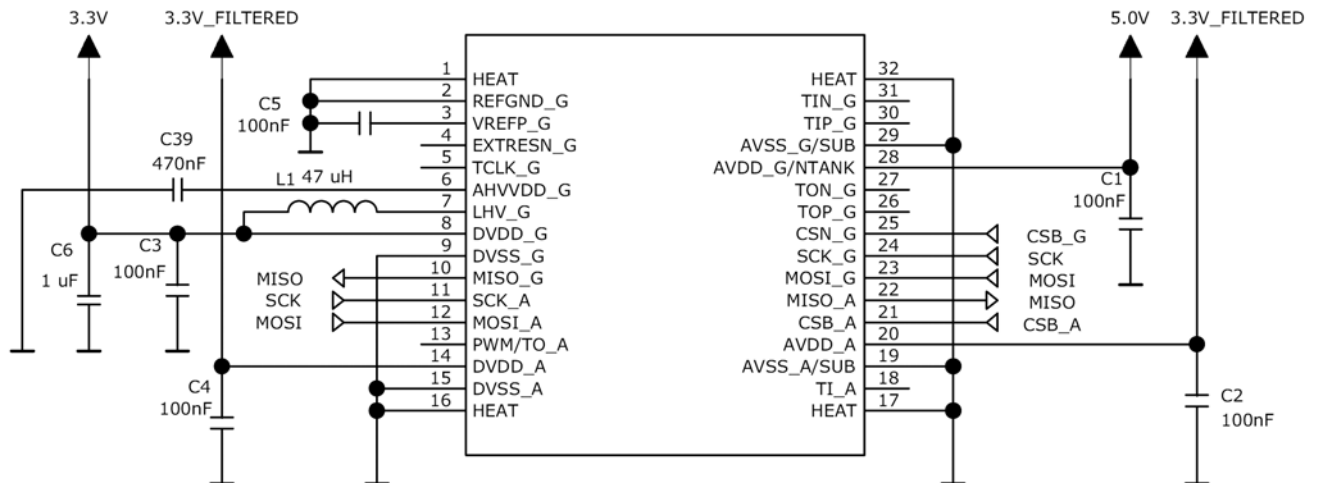 3.3V 3.3V_FILTERED 5.0V 3.3V_FILTERED
1 HEAT HEAT 32
2 REFGND_G TIN_G 31
C5
100nF
3 VREFP_G TIP_G 30
4 EXTRESN_G AVSS_G/SUB 29
C39
470nF
5 TCLK_G AVDD_G/NTANK 28
L1 47 uH
6 AHVVDD_G TON_G 27
C1
100nF
7 LHV_G TOP_G 26
8 DVDD_G CSN_G 25 CSB_G
C6
1 uF
C3
100nF
9 DVSS_G SCK_G 24 SCK
MISO 10 MISO_G MOSI_G 23 MOSI
SCK 11 SCK_A MISO_A 22 MISO
MOSI 12 MOSI_A CSB_A 21 CSB_A
13 PWM/TO_A AVDD_A 20
14 DVDD_A AVSS_A/SUB 19
C4
100nF
15 DVSS_A TI_A 18
16 HEAT HEAT 17
C2
100nF